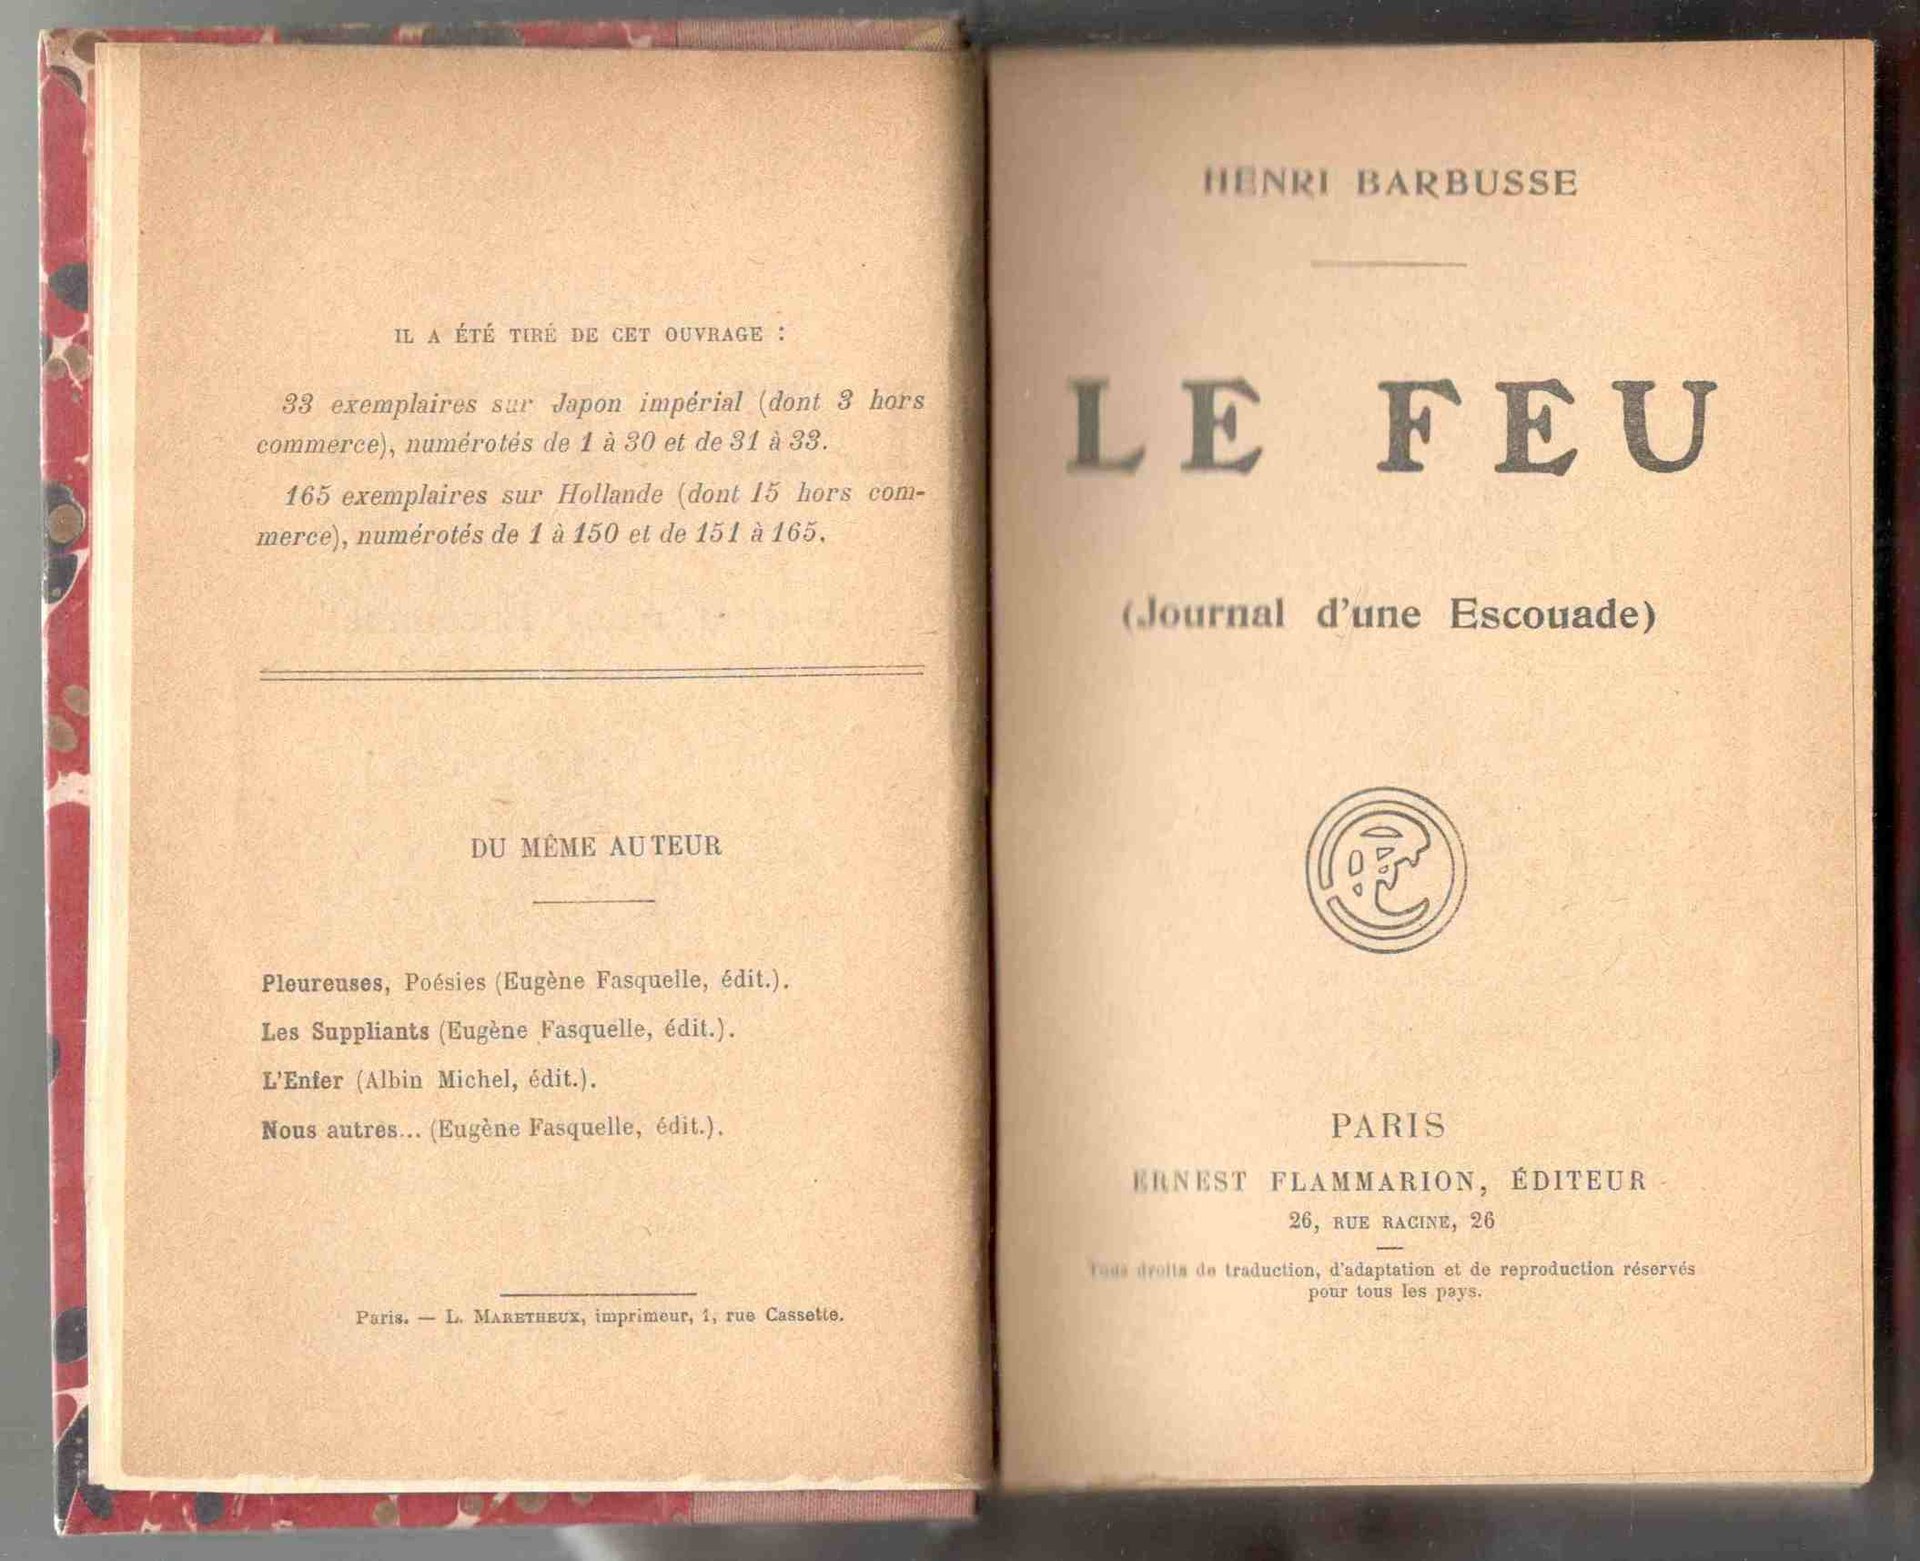 IL A ÉTÉ TIRÉ DE CET OUVRAGE :
33 exemplaires sur Japon impérial (dont 3 hors
commerce), numérotés de 1 à 30 et de 31 à 33.
165 exemplaires sur Hollande (dont 15 hors com-
merce), numérotés de 1 à 150 et de 151 à 165.
DU MÊME AUTEUR
Pleureuses, Poésies (Eugène Fasquelle, édit.).
Les Suppliants (Eugène Fasquelle, édit.).
L'Enfer (Albin Michel, édit.).
Nous autres... (Eugène Fasquelle, édit.).
Paris. — L. MARETHEUX, imprimeur, 1, rue Cassette.
HENRI BARBUSSE
LE FEU
(Journal d'une Escouade)
PARIS
ERNEST FLAMMARION, ÉDITEUR
26, RUE RACINE, 26
Tous droits de traduction, d'adaptation et de reproduction réservés
pour tous les pays.